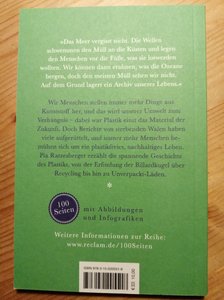 »Das Meer vergisst nicht. Die Wellen
schwemmen den Müll an die Küsten und legen
den Menschen vor die Füße, was sie loswerden
wollten. Wir können dann erahnen, was die Ozeane
bergen, doch den meisten Müll sehen wir nicht.
Auf dem Grund lagert ein Archiv unseres Lebens.«
Wir Menschen stellen immer mehr Dinge aus
Kunststoff her, und das wird unserer Umwelt zum
Verhängnis – dabei war Plastik einst das Material der
Zukunft. Doch Berichte von sterbenden Walen haben
viele aufgerüttelt, und immer mehr Menschen be-
mühen sich um ein plastikfreies, nachhaltiges Leben.
Pia Ratzesberger erzählt die spannende Geschichte
des Plastiks, von der Erfindung der Billardkugel über
Recycling bis hin zu Unverpackt-Läden.
*
100
SEITEN
mit Abbildungen
und Infografiken
Weitere Informationen zur Reihe:
www.reclam.de/100Seiten